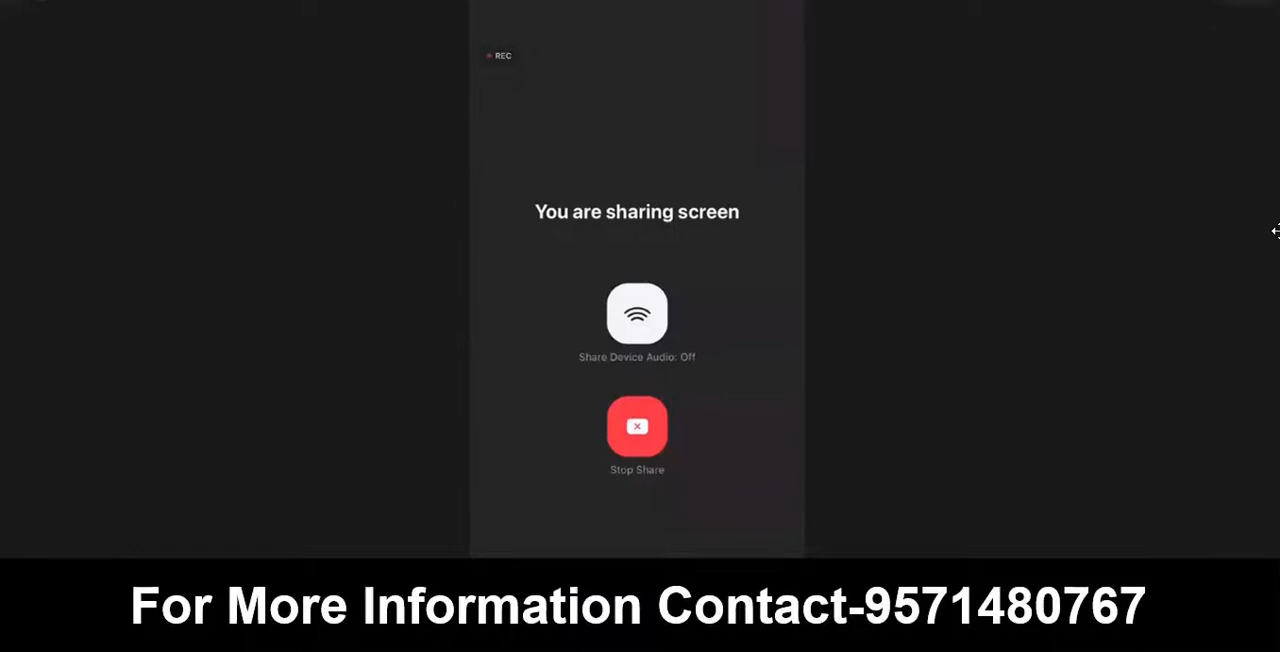 REC
You are sharing screen
Share Device Audio: Off
Stop Share
For More Information Contact-9571480767